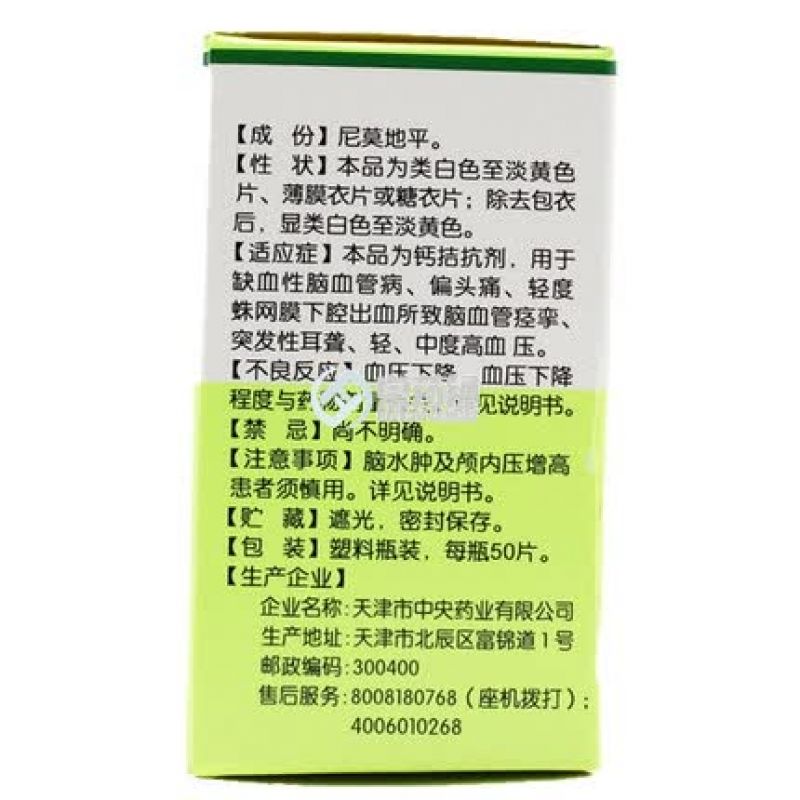 【成 份】尼莫地平。
【性 状】本品为类白色至淡黄色
片、薄膜衣片或糖衣片；除去包衣
后，显类白色至淡黄色。
【适应症】本品为钙拮抗剂，用于
缺血性脑血管病、偏头痛、轻度
蛛网膜下腔出血所致脑血管痉挛、
突发性耳聋、轻、中度高血压。
【不良反应】血压下降，血压下降
程度与药 见说明书。
【禁 忌】尚不明确。
【注意事项】脑水肿及颅内压增高
患者须慎用。详见说明书。
【贮 藏】遮光，密封保存。
【包 装】塑料瓶装，每瓶50片。
【生产企业】
企业名称：天津市中央药业有限公司
生产地址：天津市北辰区富锦道1号
邮政编码：300400
售后服务：8008180768（座机拨打）；
4006010268